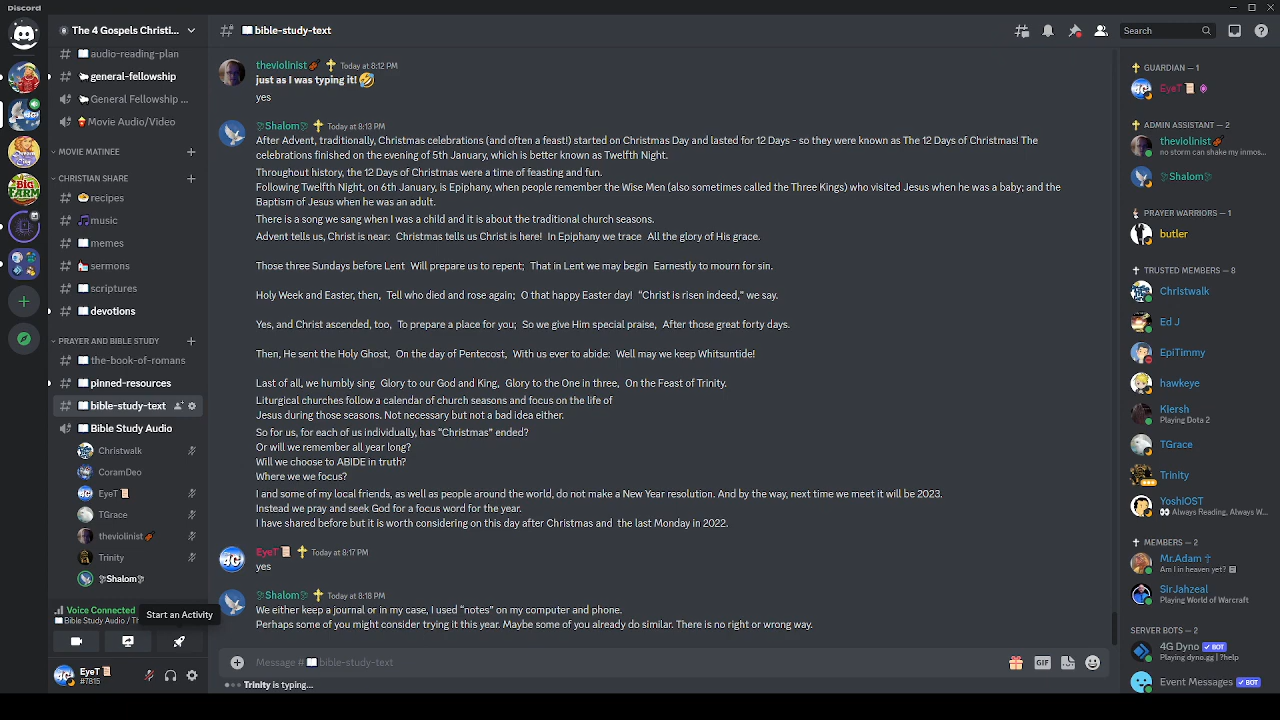 Discord
The 4 Gospels Christi...
audio-reading-plan
general-fellowship
General Fellowship ...
Movie Audio/Video
MOVIE MATINEE
CHRISTIAN SHARE
recipes
music
memes
sermons
scriptures
devotions
PRAYER AND BIBLE STUDY
the-book-of-romans
pinned-resources
bible-study-text
Bible Study Audio
Christwalk
CoramDeo
EyeT
TGrace
theviolinist
Trinity
Shalom
Voice Connected
Bible Study Audio / Th
Start an Activity
EyeT
#7815
bible-study-text
Search
theviolinist Today at 8:12 PM
just as I was typing it!
yes
Shalom Today at 8:13 PM
After Advent, traditionally, Christmas celebrations (and often a feast!) started on Christmas Day and lasted for 12 Days - so they were known as The 12 Days of Christmas! The
celebrations finished on the evening of 5th January, which is better known as Twelfth Night.
Throughout history, the 12 Days of Christmas were a time of feasting and fun.
Following Twelfth Night, on 6th January, is Epiphany, when people remember the Wise Men (also sometimes called the Three Kings) who visited Jesus when he was a baby; and the
Baptism of Jesus when he was an adult.
There is a song we sang when I was a child and it is about the traditional church seasons.
Advent tells us, Christ is near: Christmas tells us Christ is here! In Epiphany we trace All the glory of His grace.
Those three Sundays before Lent Will prepare us to repent; That in Lent we may begin Earnestly to mourn for sin.
Holy Week and Easter, then, Tell who died and rose again; O that happy Easter day! "Christ is risen indeed," we say.
Yes, and Christ ascended, too, To prepare a place for you; So we give Him special praise, After those great forty days.
Then, He sent the Holy Ghost, On the day of Pentecost, With us ever to abide: Well may we keep Whitsuntide!
Last of all, we humbly sing Glory to our God and King, Glory to the One in three, On the Feast of Trinity.
Liturgical churches follow a calendar of church seasons and focus on the life of
Jesus during those seasons. Not necessary but not a bad idea either.
So for us, for each of us individually, has "Christmas" ended?
Or will we remember all year long?
Will we choose to ABIDE in truth?
Where we we focus?
I and some of my local friends, as well as people around the world, do not make a New Year resolution. And by the way, next time we meet it will be 2023.
Instead we pray and seek God for a focus word for the year.
I have shared before but it is worth considering on this day after Christmas and the last Monday in 2022.
EyeT Today at 8:17 PM
yes
Shalom Today at 8:18 PM
We either keep a journal or in my case, I used "notes" on my computer and phone.
Perhaps some of you might consider trying it this year. Maybe some of you already do similar. There is no right or wrong way.
Message # bible-study-text
GIF
Trinity is typing...
GUARDIAN — 1
EyeT
ADMIN ASSISTANT — 2
theviolinist
no storm can shake my inmos...
Shalom
PRAYER WARRIORS — 1
butler
TRUSTED MEMBERS — 8
Christwalk
Ed J
EpiTimmy
hawkeye
Kiersh
Playing Dota 2
TGrace
Trinity
YoshiOST
Always Reading, Always W...
MEMBERS — 2
Mr.Adam
Am I in heaven yet?
SirJahzeal
Playing World of Warcraft
SERVER BOTS — 2
4G Dyno BOT
Playing dyno.gg | ?help
Event Messages BOT